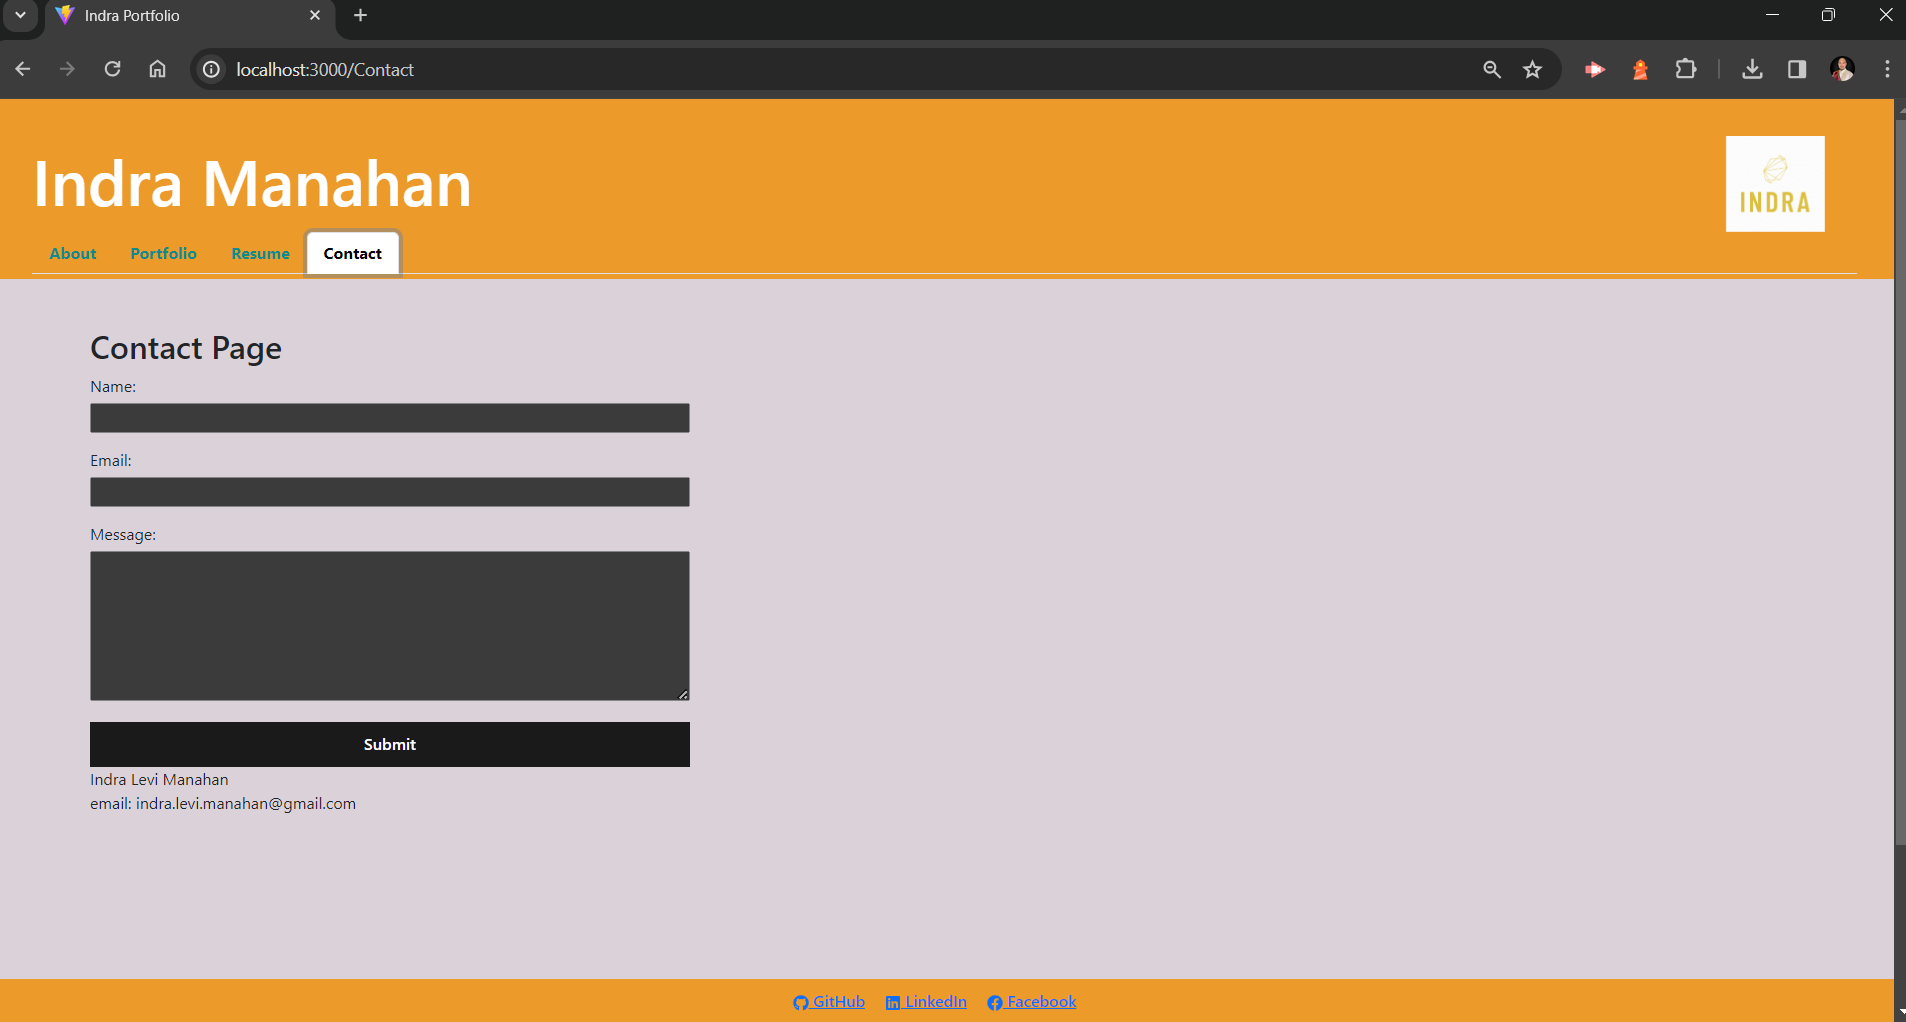 Indra Portfolio
localhost:3000/Contact
Indra Manahan
INDRA
About Portfolio Resume Contact
Contact Page
Name:
Email:
Message:
Submit
Indra Levi Manahan
email: indra.levi.manahan@gmail.com
GitHub LinkedIn Facebook